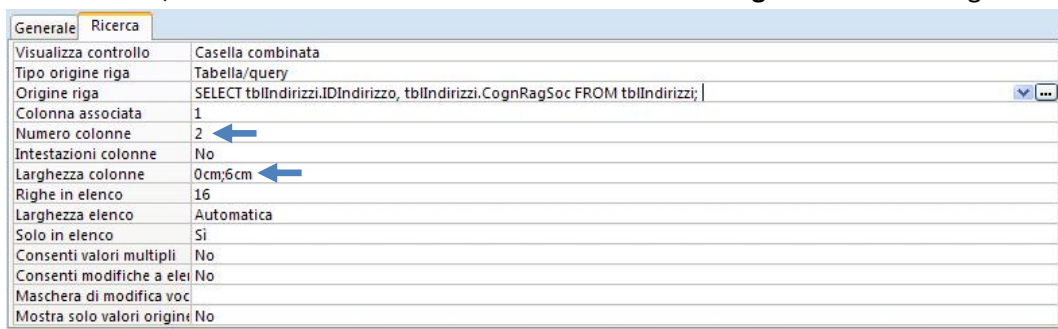 Generale Ricerca
Visualizza controllo Casella combinata
Tipo origine riga Tabella/query
Origine riga SELECT tblIndirizzi.IDIndirizzo, tblIndirizzi.CognRagSoc FROM tblIndirizzi;
Colonna associata 1
Numero colonne 2
Intestazioni colonne No
Larghezza colonne 0cm;6cm
Righe in elenco 16
Larghezza elenco Automatica
Solo in elenco Sì
Consenti valori multipli No
Consenti modifiche a ele No
Maschera di modifica voc
Mostra solo valori origine No